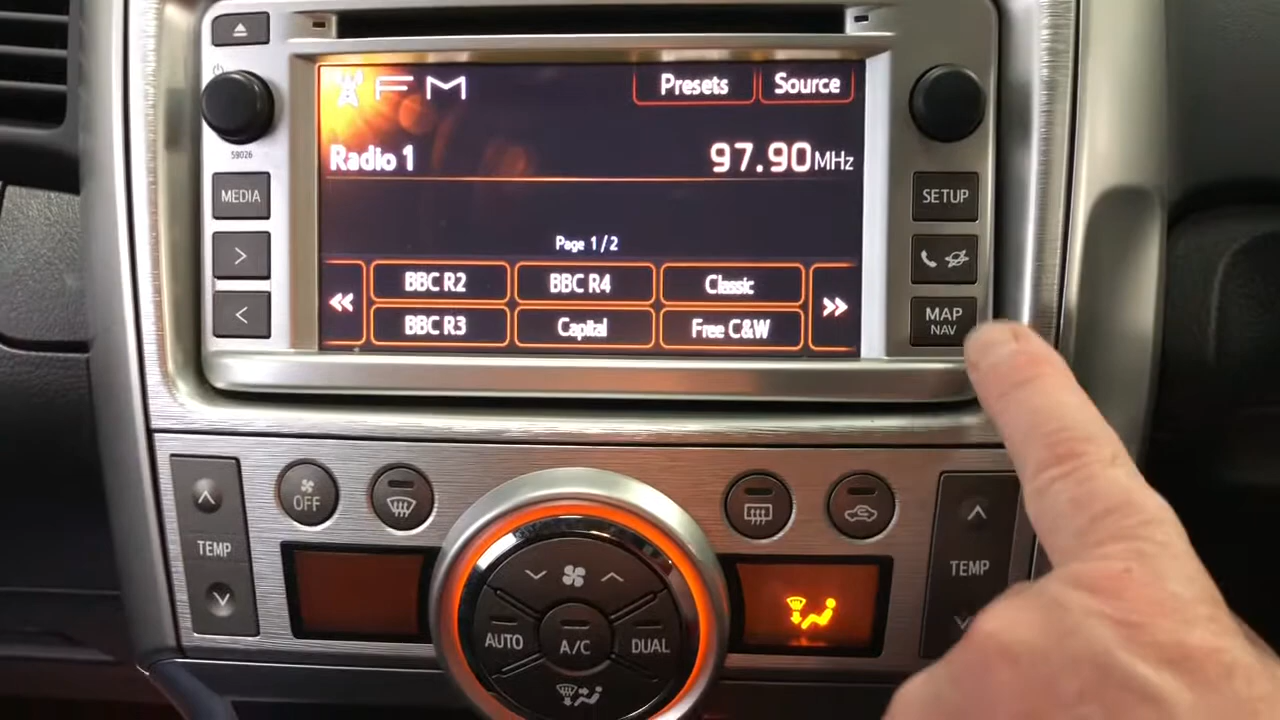 FM
Presets
Source
Radio 1
97.90MHz
Page 1/2
BBC R2
BBC R4
Classic
BBC R3
Capital
Free C&W
59026
MEDIA
SETUP
MAP
NAV
OFF
TEMP
TEMP
AUTO
A/C
DUAL